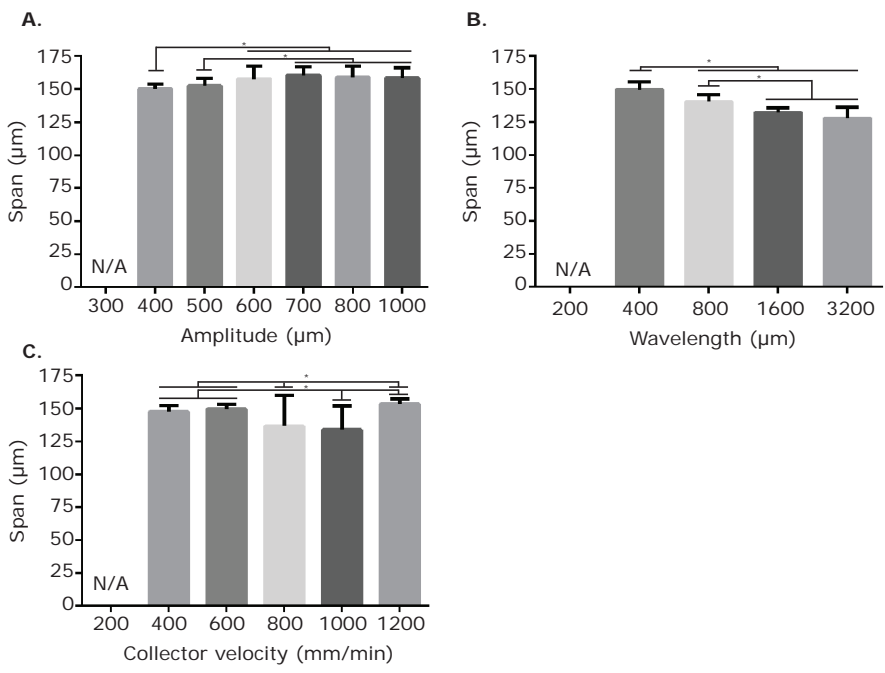 A.
*
*
175
150
125
100
75
50
25
0
Span (µm)
N/A
300 400 500 600 700 800 1000
Amplitude (µm)
B.
*
*
175
150
125
100
75
50
25
0
Span (µm)
N/A
200 400 800 1600 3200
Wavelength (µm)
C.
*
*
175
150
125
100
75
50
25
0
Span (µm)
N/A
200 400 600 800 1000 1200
Collector velocity (mm/min)